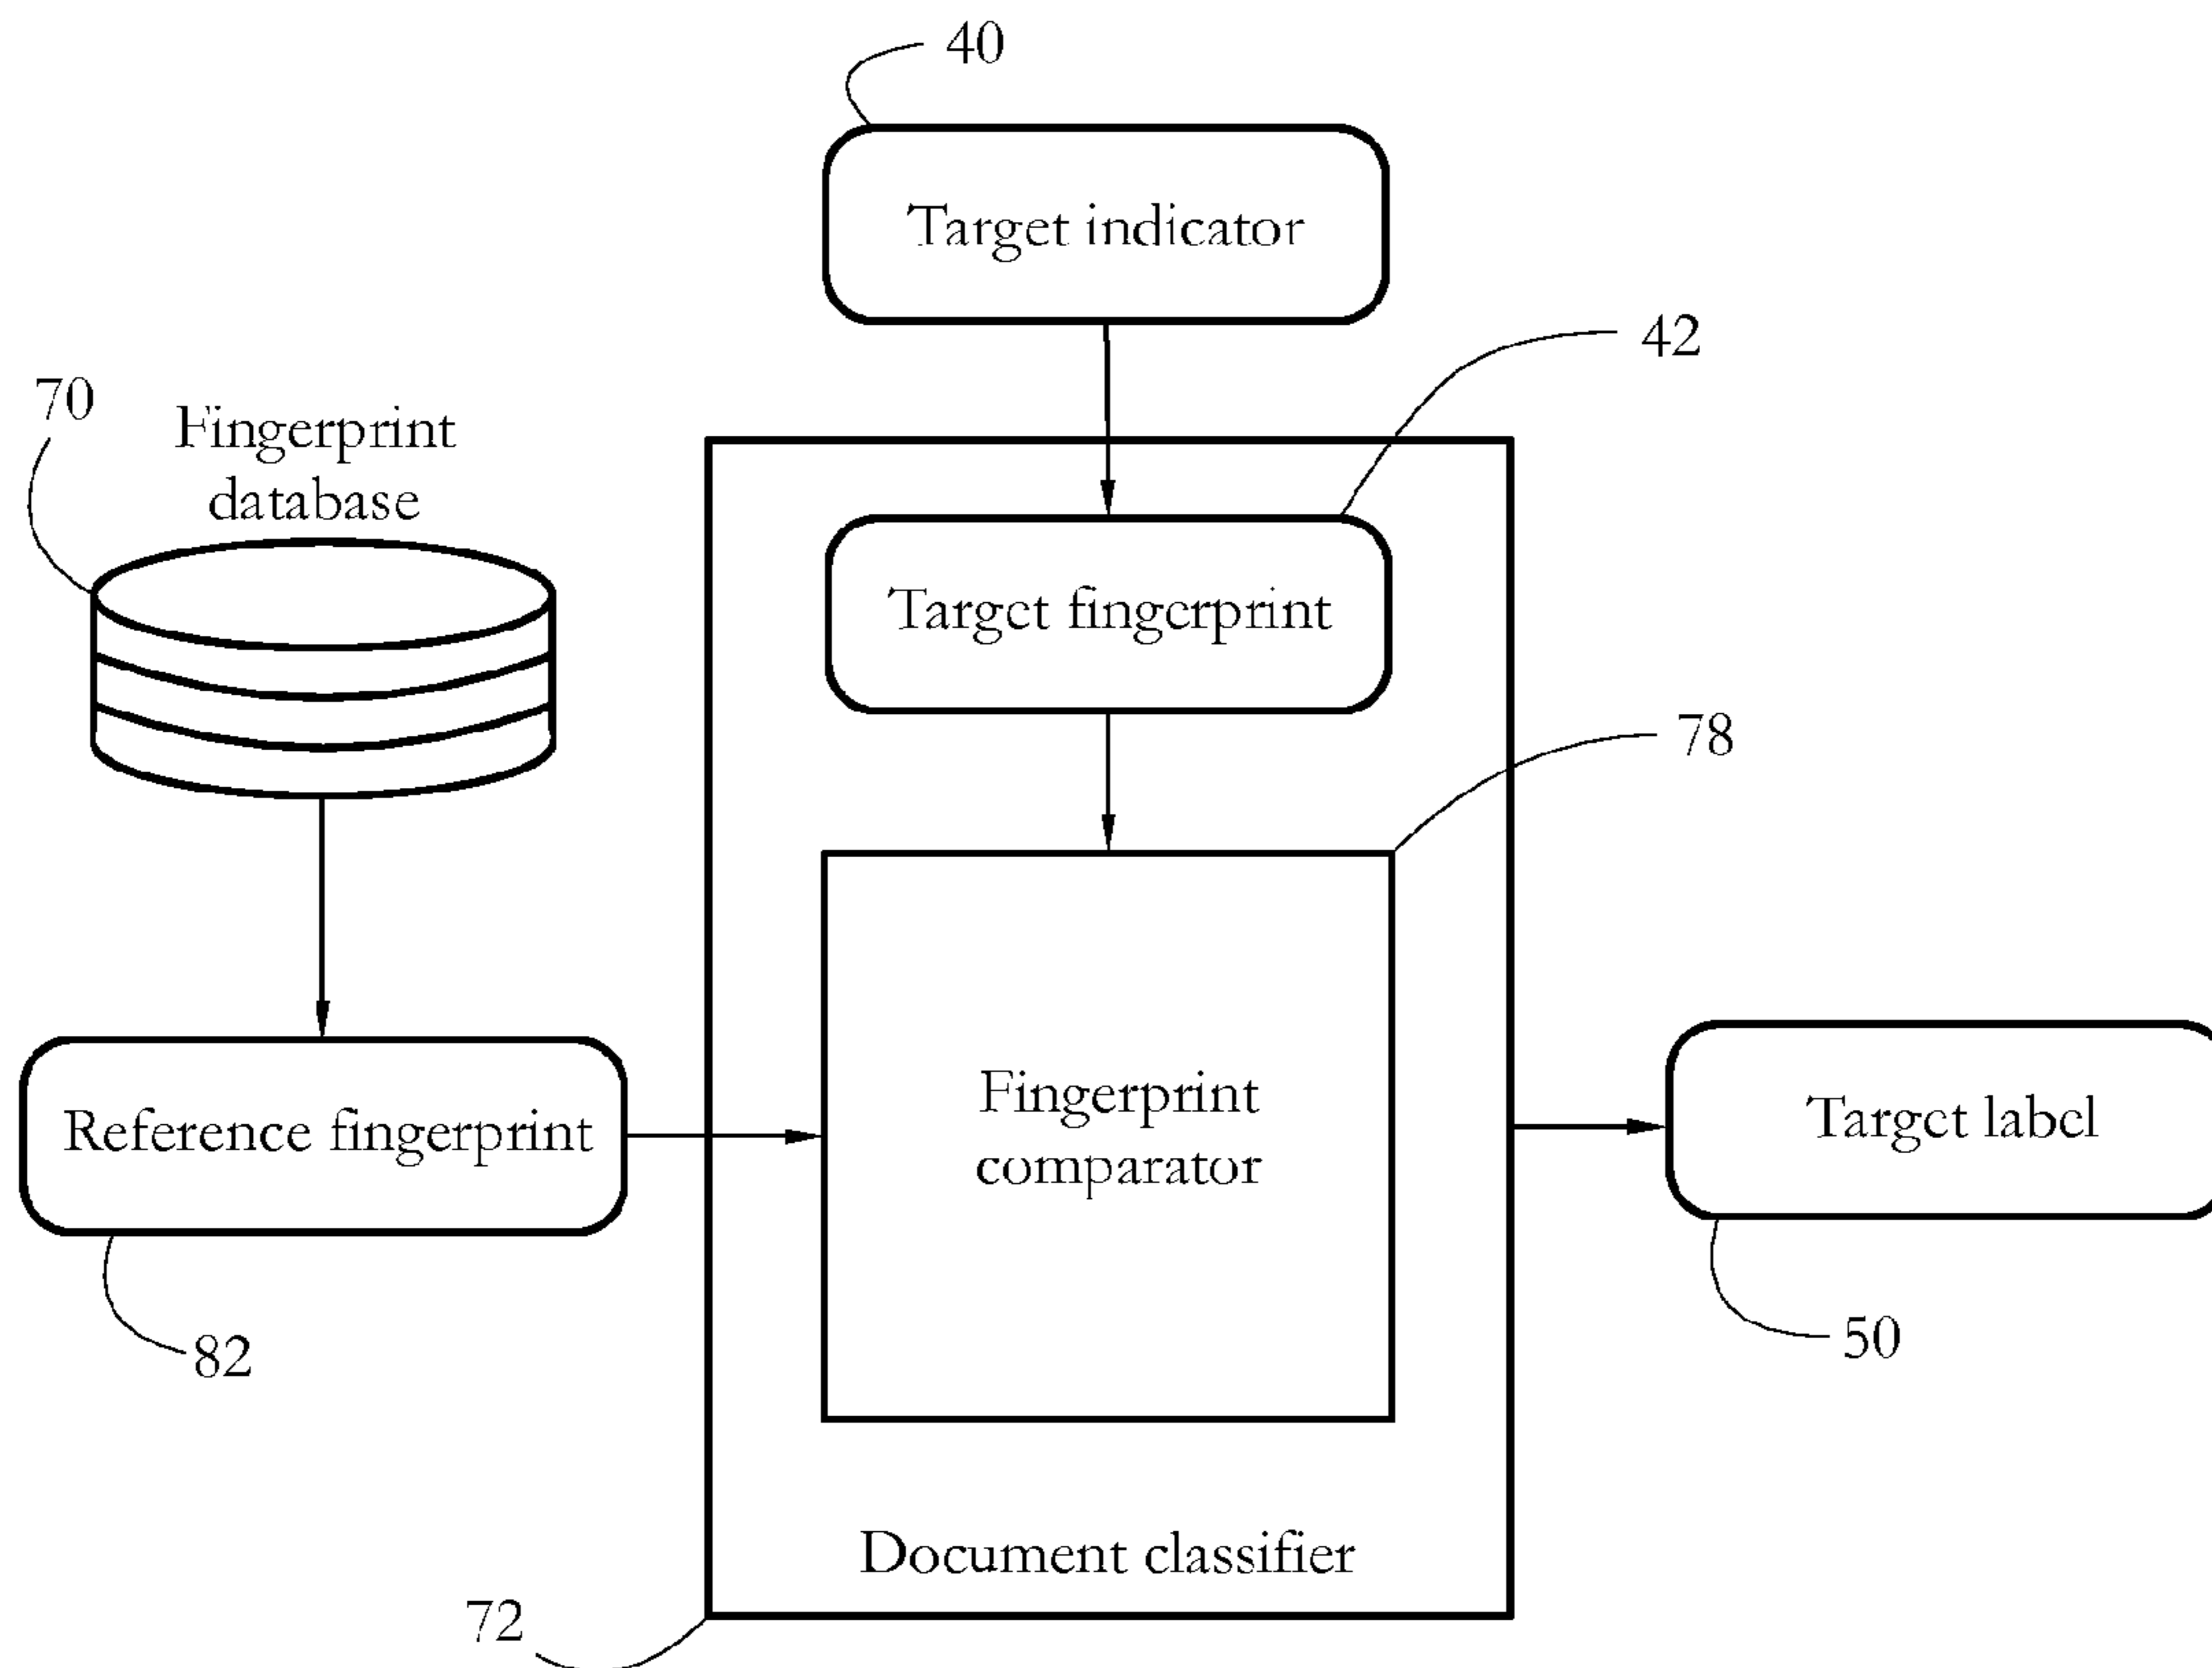 40
Target indicator
42
70
Fingerprint
database
Target fingerprint
78
Fingerprint
comparator
Reference fingerprint
Target label
82
50
Document classifier
72